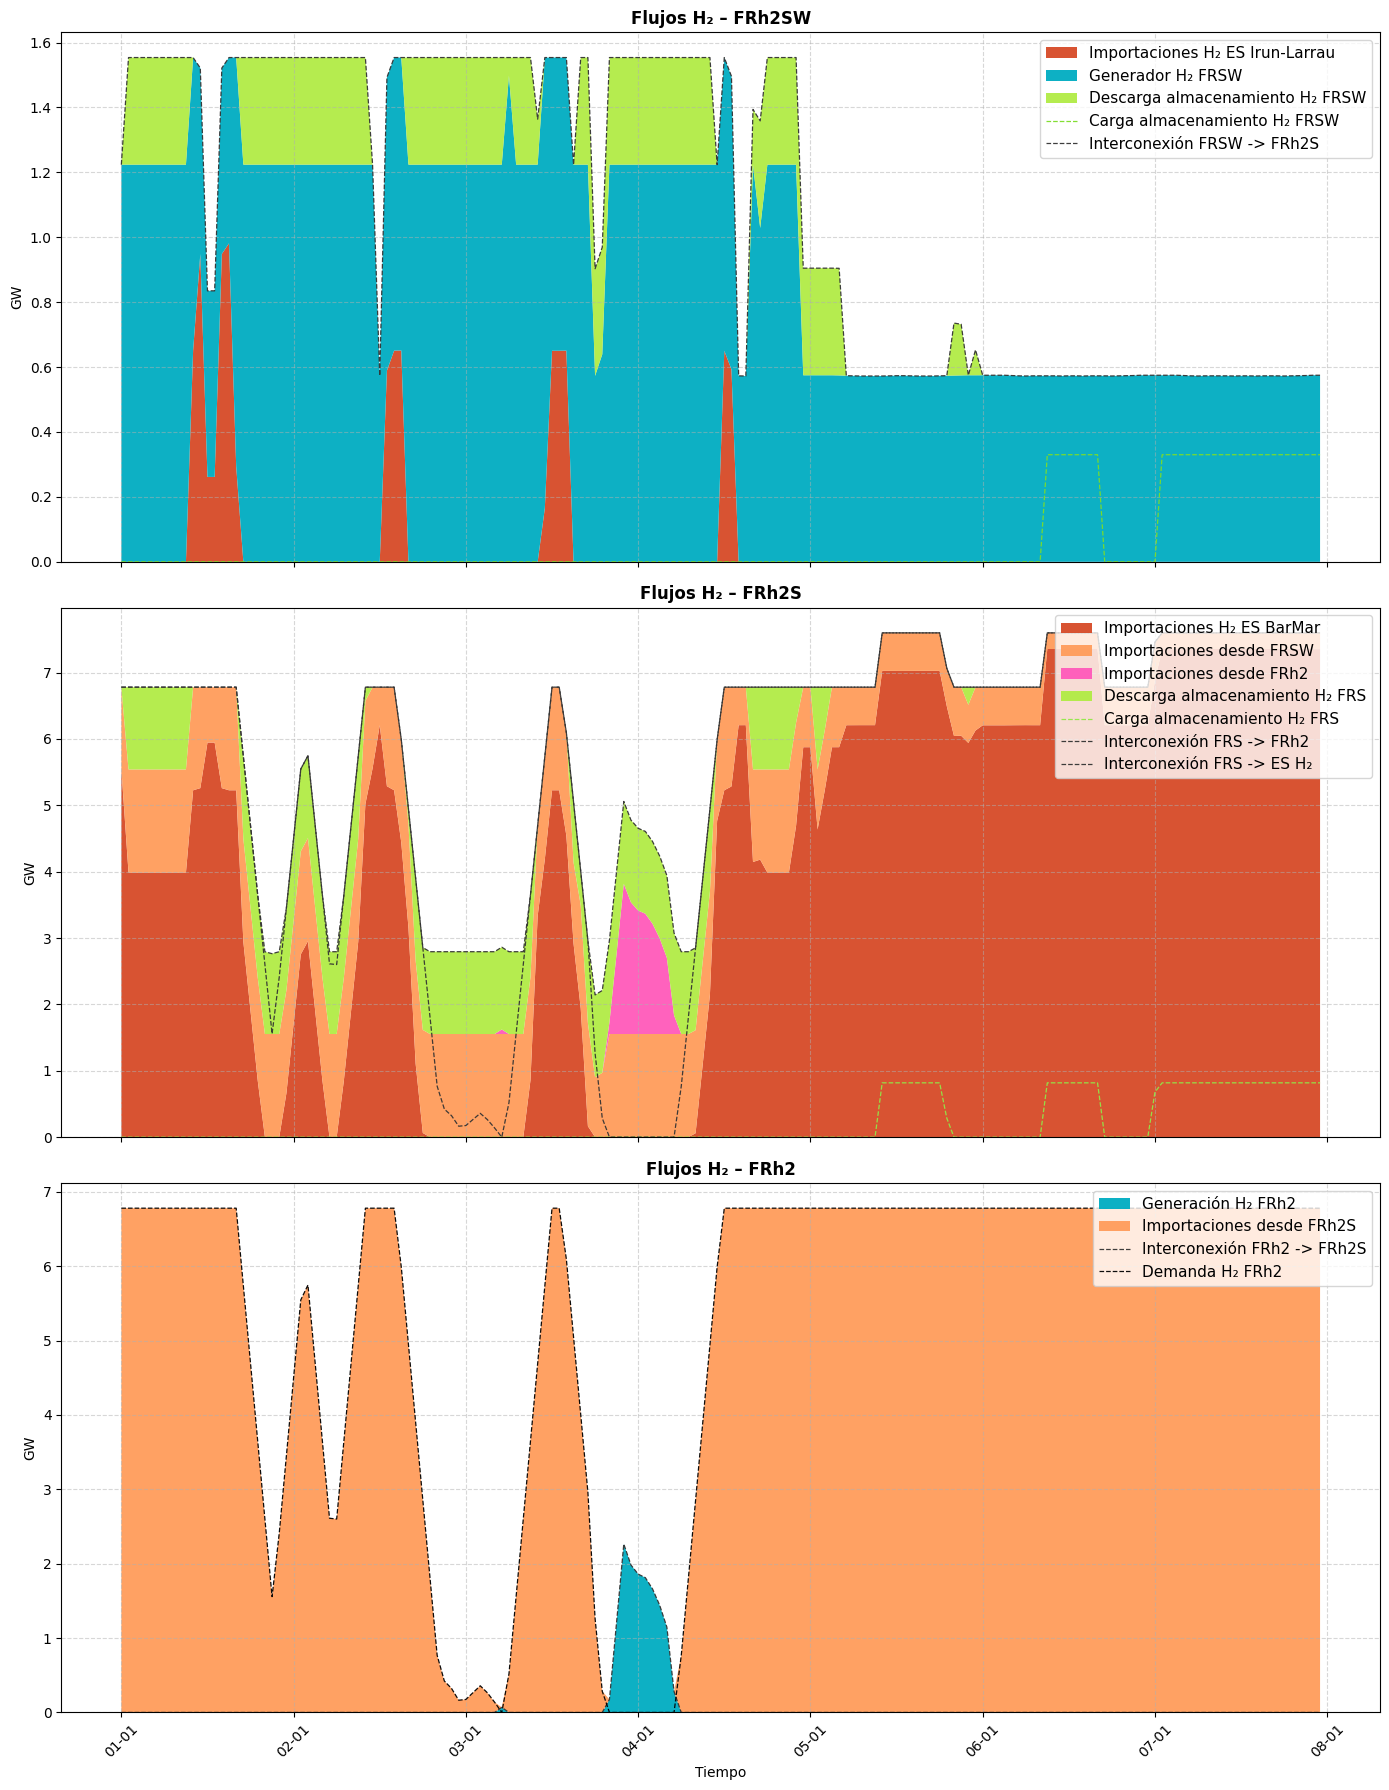 Flujos H₂ – FRh2SW
1.6
1.4
1.2
1.0
0.8
0.6
0.4
0.2
0.0
GW
Importaciones H₂ ES Irun-Larrau
Generador H₂ FRSW
Descarga almacenamiento H₂ FRSW
Carga almacenamiento H₂ FRSW
Interconexión FRSW -> FRh2S
Flujos H₂ – FRh2S
7
6
5
4
3
2
1
0
GW
Importaciones H₂ ES BarMar
Importaciones desde FRSW
Importaciones desde FRh2
Descarga almacenamiento H₂ FRS
Carga almacenamiento H₂ FRS
Interconexión FRS -> FRh2
Interconexión FRS -> ES H₂
Flujos H₂ – FRh2
7
6
5
4
3
2
1
0
GW
Generación H₂ FRh2
Importaciones desde FRh2S
Interconexión FRh2 -> FRh2S
Demanda H₂ FRh2
01-01
02-01
03-01
04-01
05-01
06-01
07-01
08-01
Tiempo